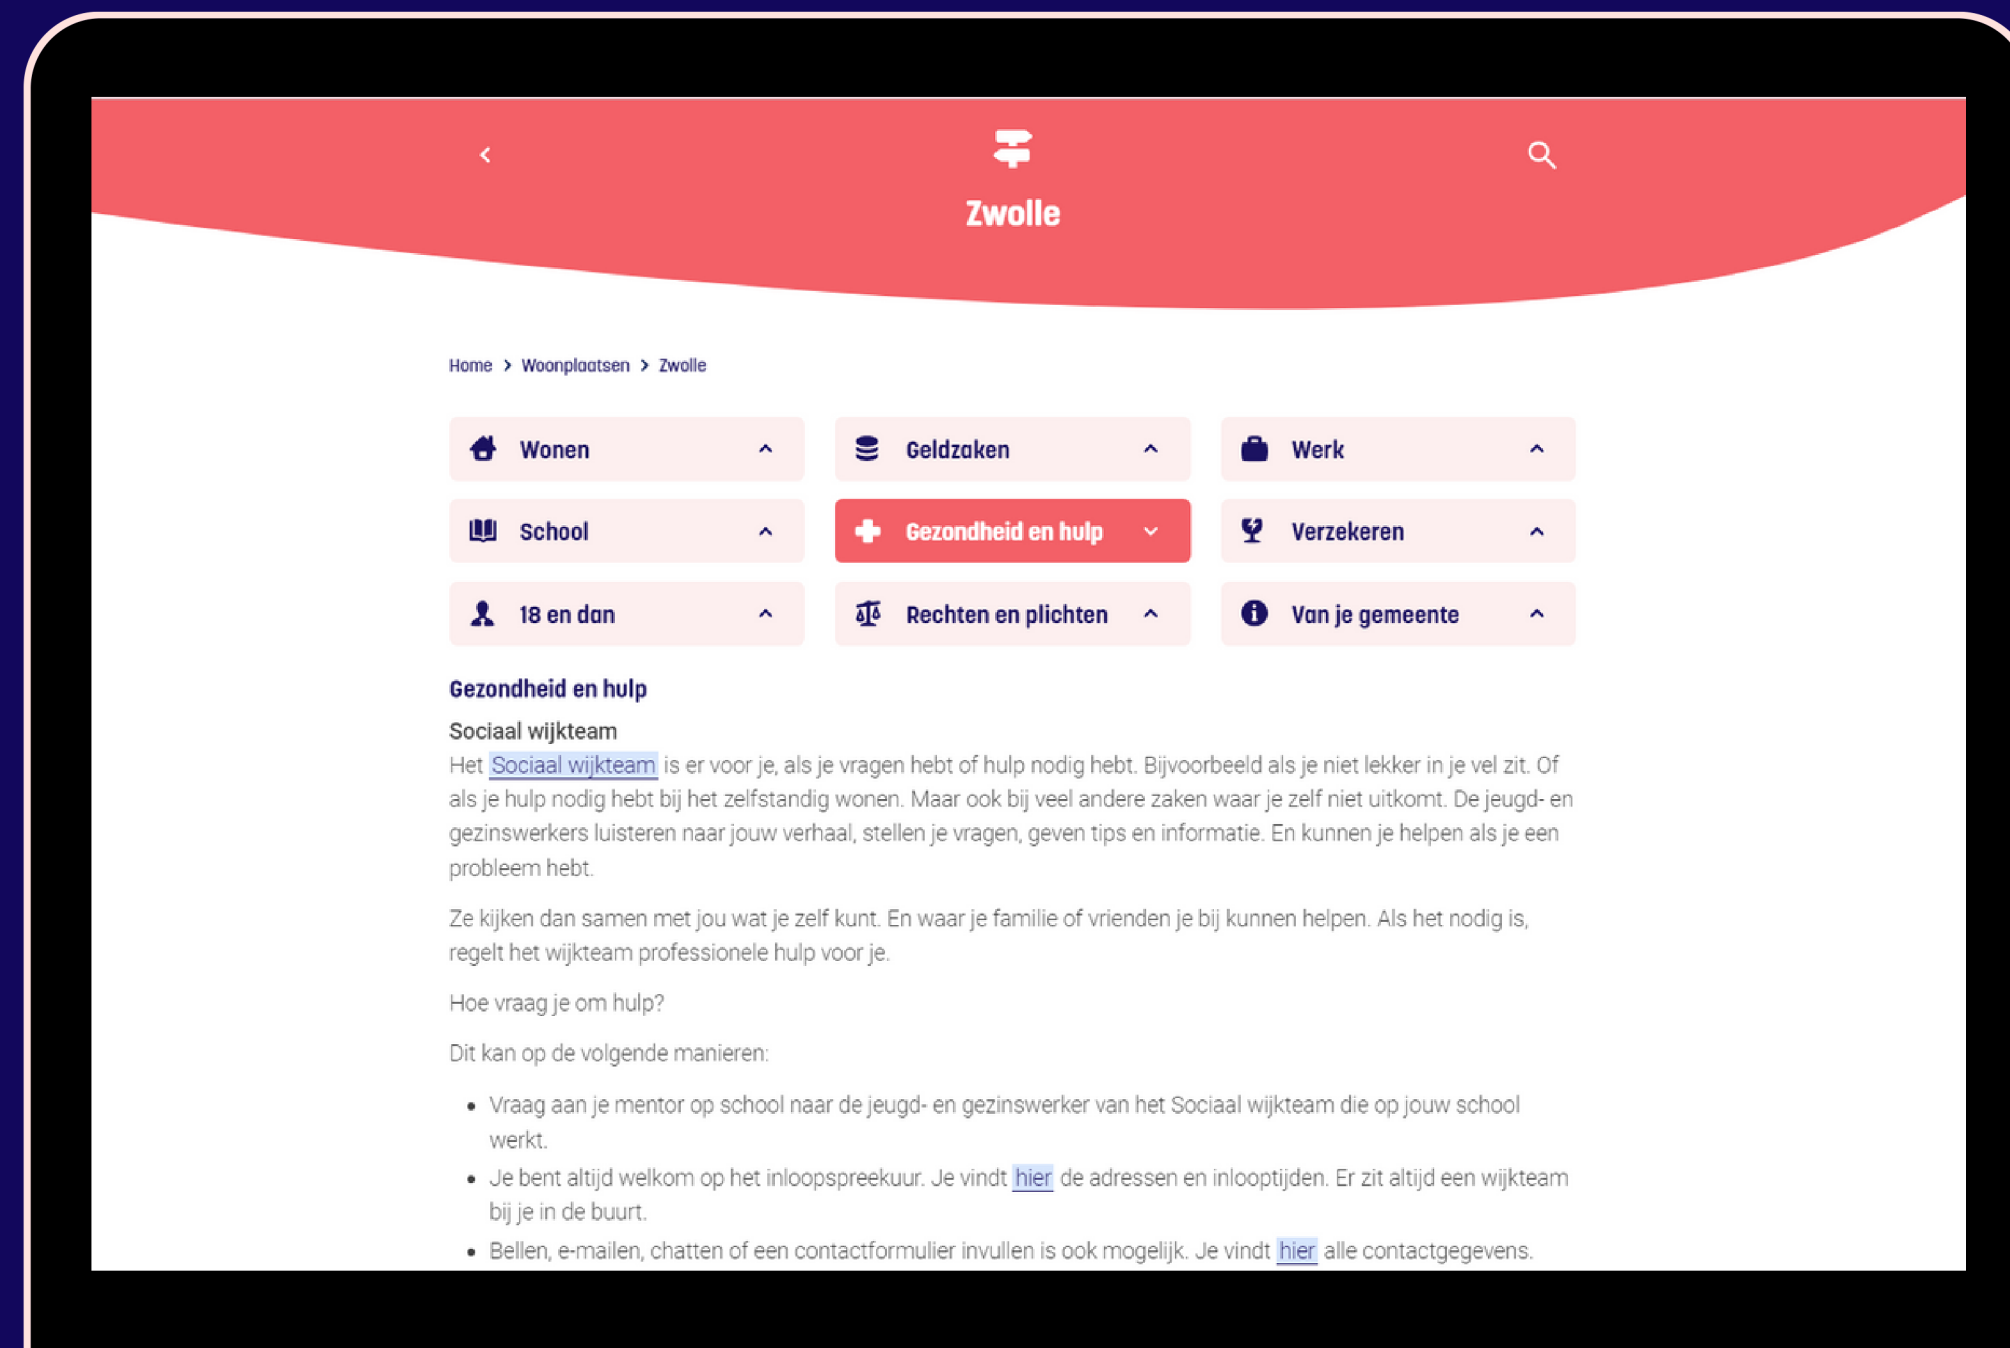 Zwolle
Home > Woonplaatsen > Zwolle
Wonen
Geldzaken
Werk
School
Gezondheid en hulp
Verzekeren
18 en dan
Rechten en plichten
Van je gemeente
Gezondheid en hulp
Sociaal wijkteam
Het Sociaal wijkteam is er voor je, als je vragen hebt of hulp nodig hebt. Bijvoorbeeld als je niet lekker in je vel zit. Of
als je hulp nodig hebt bij het zelfstandig wonen. Maar ook bij veel andere zaken waar je zelf niet uitkomt. De jeugd- en
gezinswerkers luisteren naar jouw verhaal, stellen je vragen, geven tips en informatie. En kunnen je helpen als je een
probleem hebt.
Ze kijken dan samen met jou wat je zelf kunt. En waar je familie of vrienden je bij kunnen helpen. Als het nodig is,
regelt het wijkteam professionele hulp voor je.
Hoe vraag je om hulp?
Dit kan op de volgende manieren:
• Vraag aan je mentor op school naar de jeugd- en gezinswerker van het Sociaal wijkteam die op jouw school
werkt.
• Je bent altijd welkom op het inloopspreekuur. Je vindt hier de adressen en inlooptijden. Er zit altijd een wijkteam
bij je in de buurt.
• Bellen, e-mailen, chatten of een contactformulier invullen is ook mogelijk. Je vindt hier alle contactgegevens.